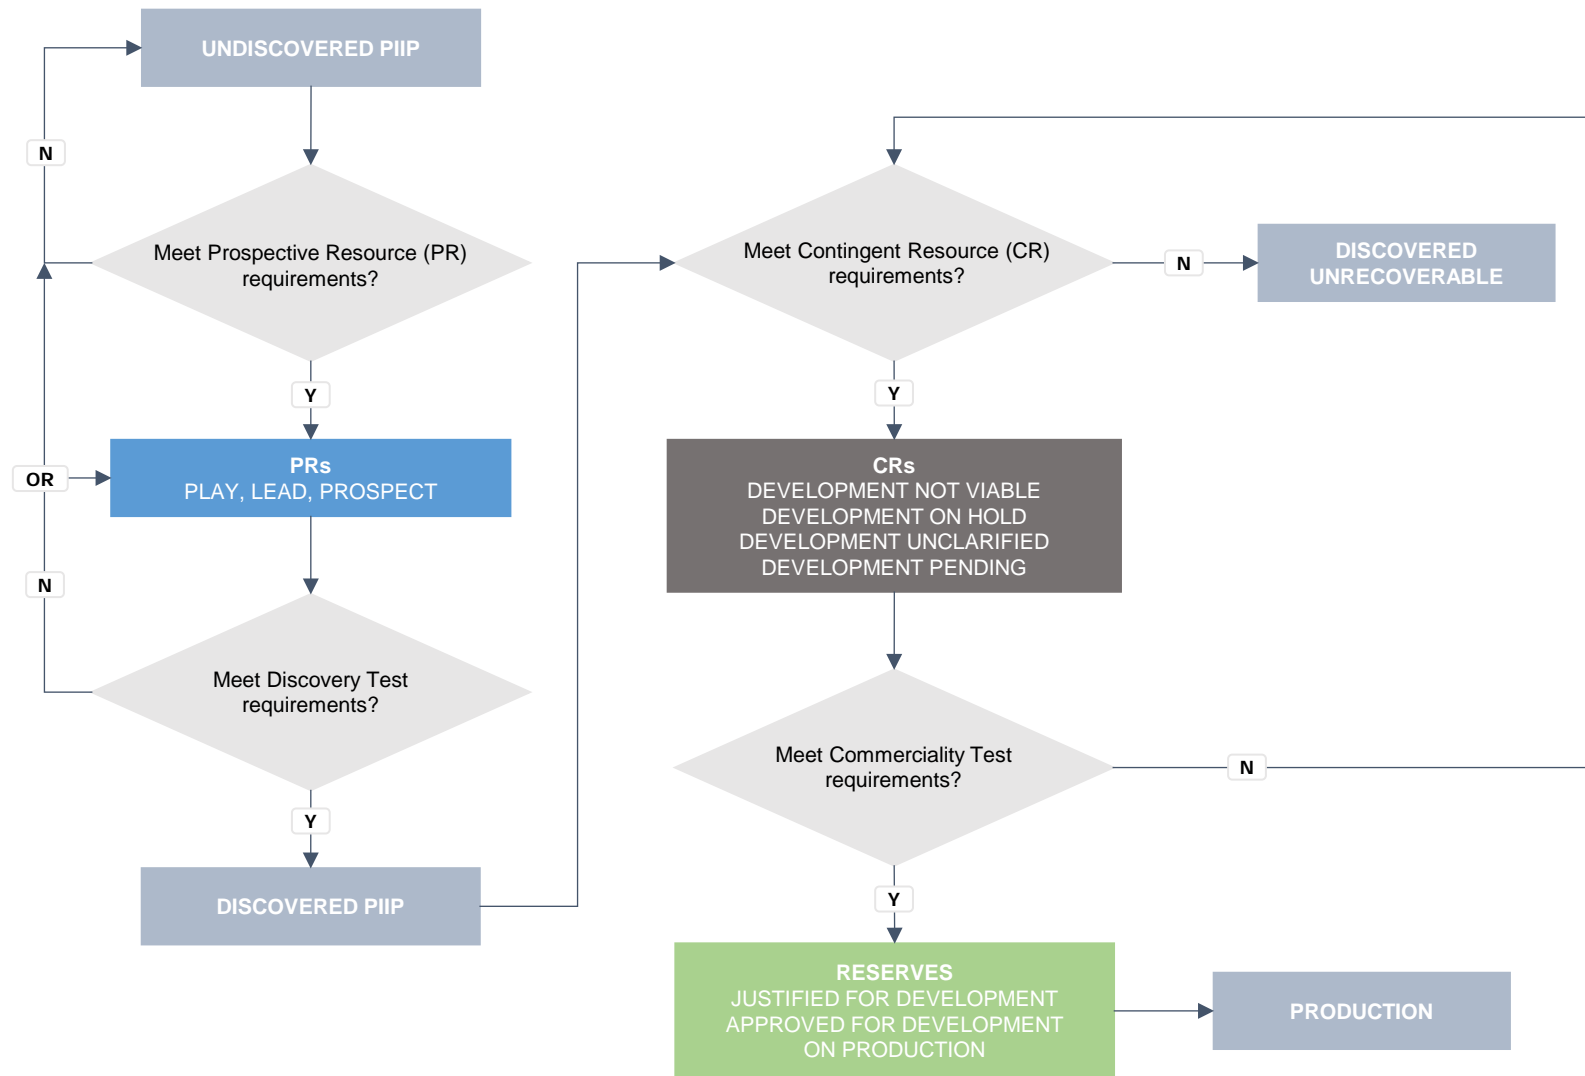 UNDISCOVERED PIIP
N
Meet Prospective Resource (PR)
requirements?
Y
PRs
PLAY, LEAD, PROSPECT
OR
N
Meet Discovery Test
requirements?
Y
DISCOVERED PIIP
Meet Contingent Resource (CR)
requirements?
N
DISCOVERED
UNRECOVERABLE
Y
CRs
DEVELOPMENT NOT VIABLE
DEVELOPMENT ON HOLD
DEVELOPMENT UNCLARIFIED
DEVELOPMENT PENDING
Meet Commerciality Test
requirements?
N
Y
RESERVES
JUSTIFIED FOR DEVELOPMENT
APPROVED FOR DEVELOPMENT
ON PRODUCTION
PRODUCTION